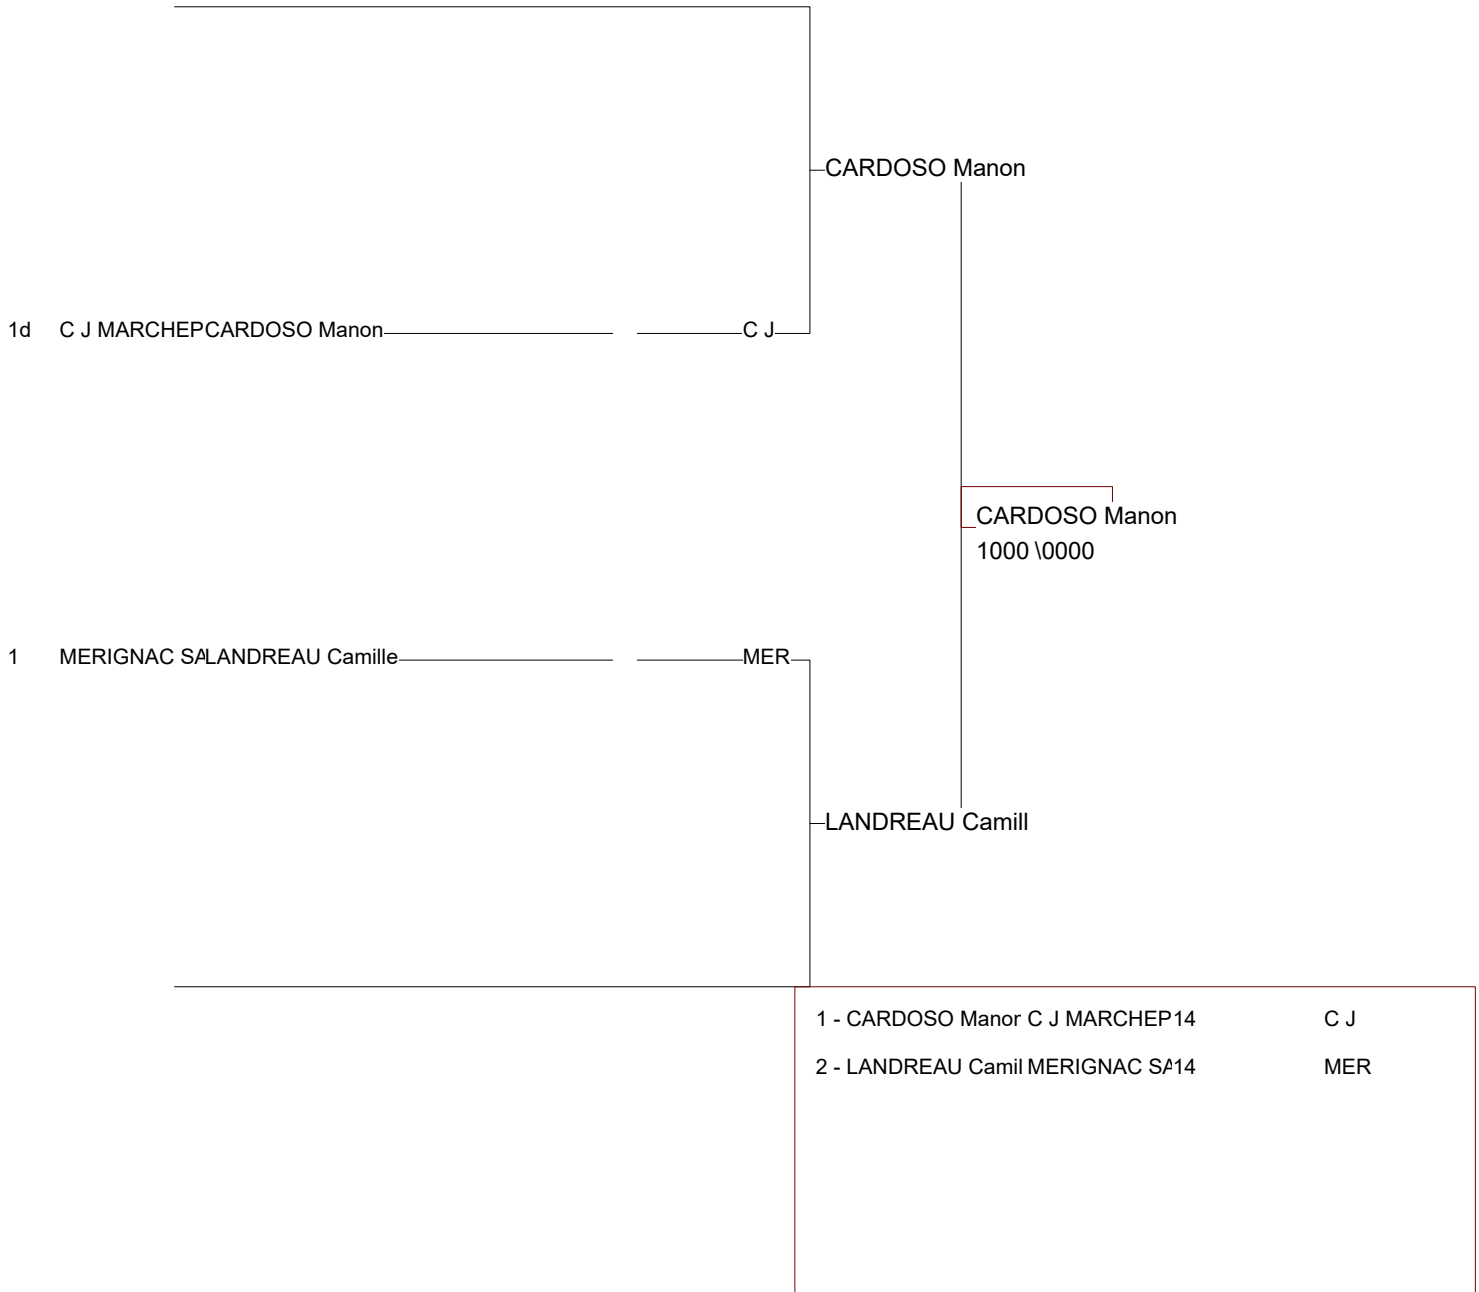 CARDOSO Manon
1d C J MARCHEPCARDOSO Manon C J
CARDOSO Manon
1000 \0000
1 MERIGNAC SALANDREAU Camille MER
LANDREAU Camill
1 - CARDOSO Manor C J MARCHEP14 C J
2 - LANDREAU Camil MERIGNAC SA14 MER